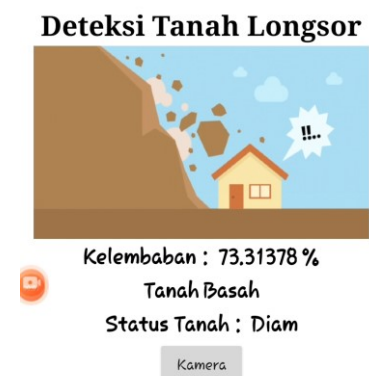 Deteksi Tanah Longsor
!!..
Kelembaban : 73,31378 %
Tanah Basah
Status Tanah : Diam
Kamera